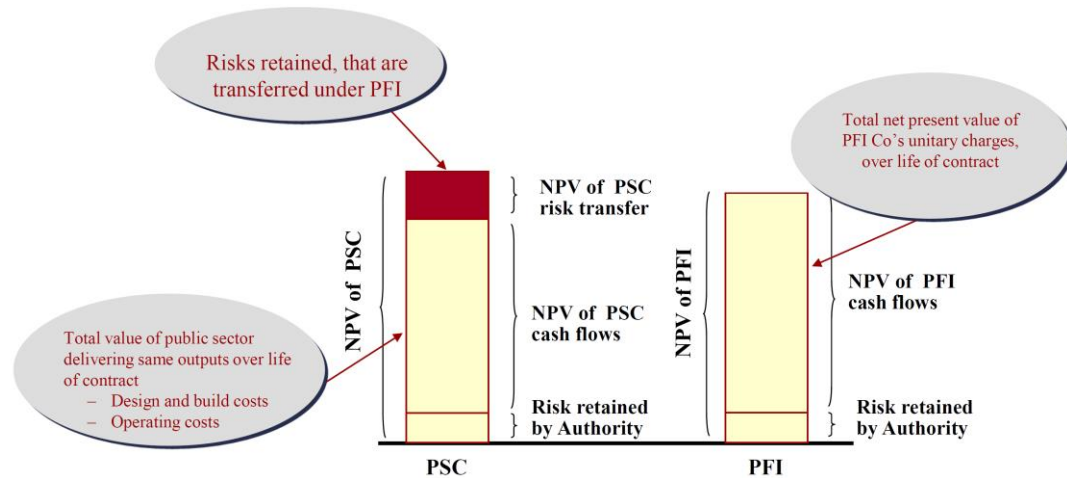 Risks retained, that are
transferred under PFI
Total net present value of
PFI Co's unitary charges,
over life of contract
NPV of PSC
NPV of PSC
risk transfer
NPV of PSC
cash flows
Risk retained
by Authority
NPV of PFI
NPV of PFI
cash flows
Risk retained
by Authority
Total value of public sector
delivering same outputs over life
of contract
– Design and build costs
– Operating costs
PSC
PFI